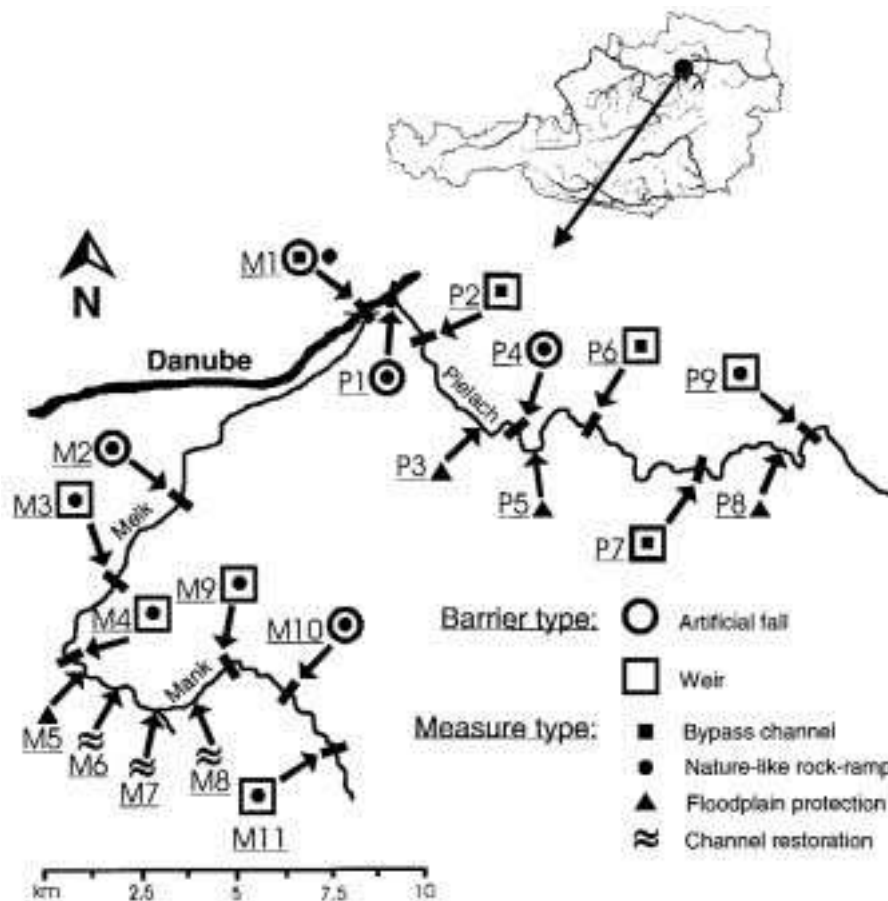 M1
N
P2
Danube
P4
P6
P1
P9
Pielach
M2
P3
M3
P5
P8
Melk
P7
M9
M4
M10
Barrier type:
Artificial fall
Mank
Weir
M5
Measure type:
M6
M7
M8
Bypass channel
Nature-like rock-ramp
M11
Floodplain protection
Channel restoration
km
2.5
5
7.5
10